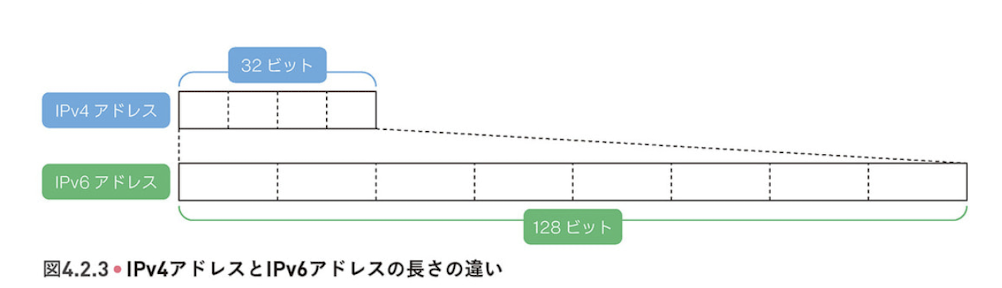 32 ビット
IPv4 アドレス
IPv6 アドレス
128 ビット
図4.2.3 • IPv4アドレスとIPv6アドレスの長さの違い